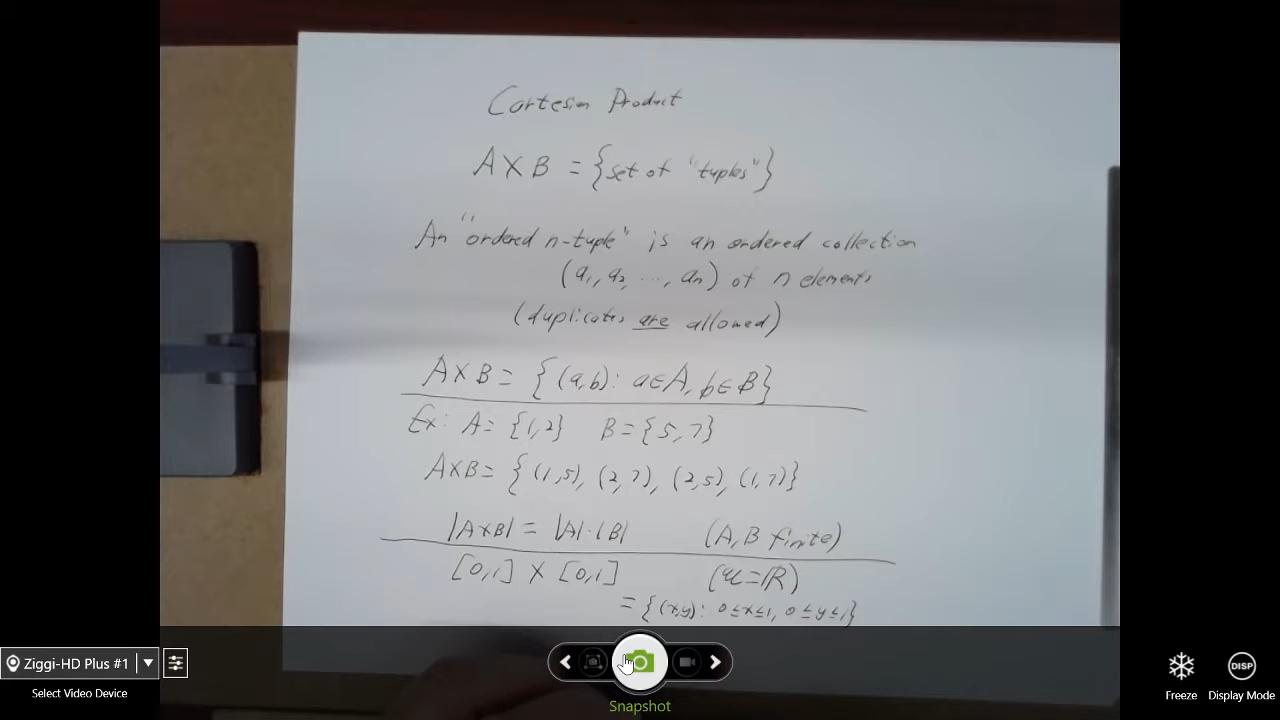 Cartesian Product
A X B = {set of "tuples"}
An "ordered n-tuple" is an ordered collection
(a₁, a₂, ..., aₙ) of n elements
(duplicates are allowed)
A X B = { (a,b): a ∈ A, b ∈ B}
Ex: A = {1,2} B = {5,7}
AXB = { (1,5), (2,7), (2,5), (1,7)}
|AXB| = |A|·|B| (A, B finite)
[0,1] X [0,1] (𝒰 = ℝ)
= {(x,y): 0≤x≤1, 0≤y≤1}
Ziggi-HD Plus #1
Select Video Device
Snapshot
Freeze
DISP
Display Mode